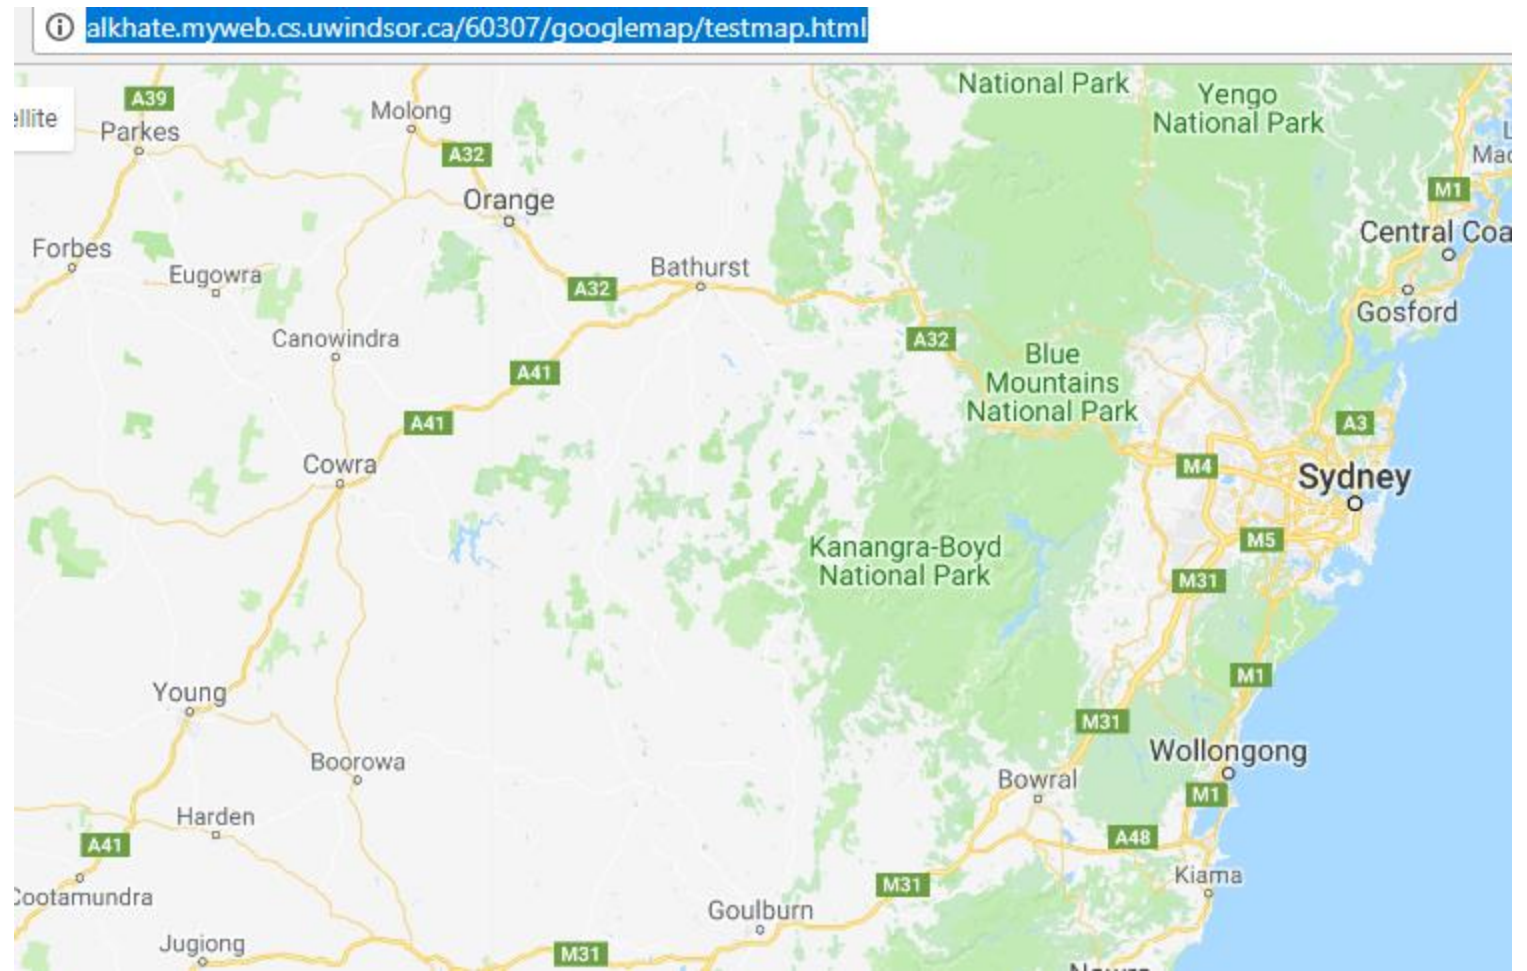 alkhate.myweb.cs.uwindsor.ca/60307/googlemap/testmap.html
National Park
Yengo
National Park
A39
ellite
Parkes
Molong
A32
Mac
M1
Orange
Central Coa
Forbes
Eugowra
Bathurst
A32
Gosford
Canowindra
A32
Blue
Mountains
National Park
A41
A41
A3
Cowra
M4
Sydney
M5
Kanangra-Boyd
National Park
M31
M1
Young
M31
Wollongong
Boorowa
Bowral
M1
Harden
A41
A48
Kiama
M31
Cootamundra
Goulburn
Jugiong
M31